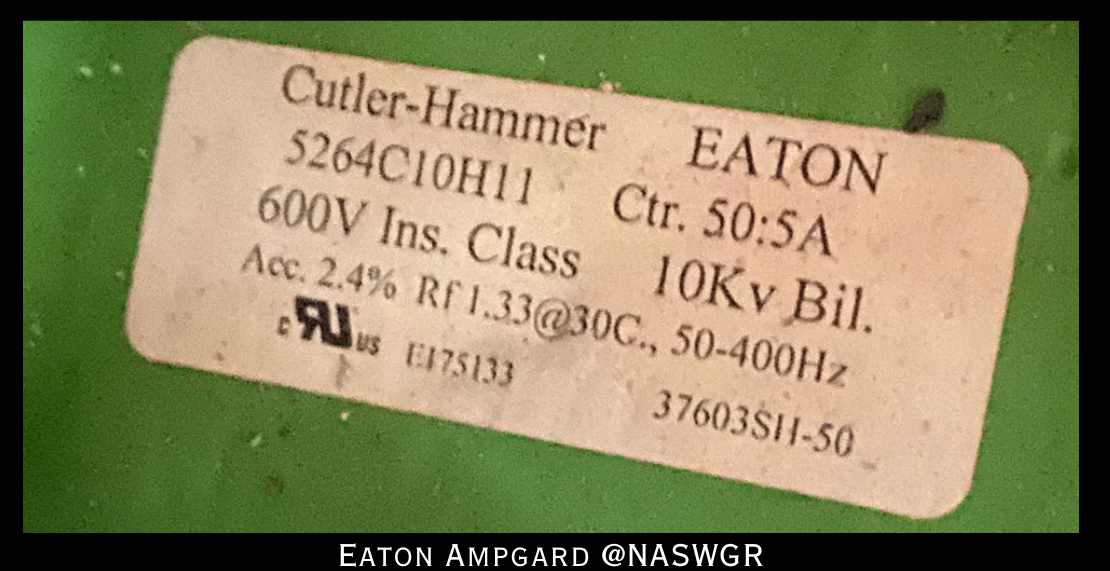 Cutler-Hammer EATON
5264C10H11 Ctr. 50:5A
600V Ins. Class 10Kv Bil.
Acc. 2.4% Rf 1.33@30C., 50-400Hz
c RU US E175133 37603SH-50
EATON AMPGARD @NASWGR